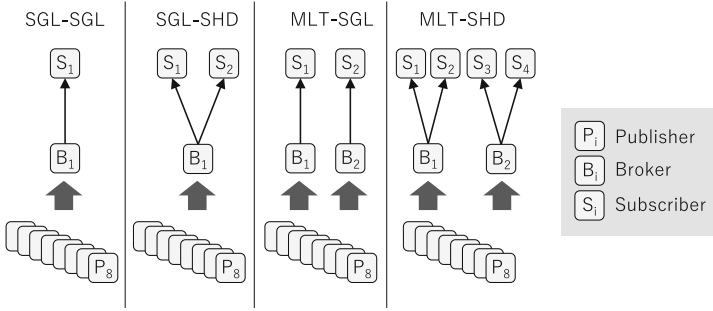 SGL-SGL SGL-SHD MLT-SGL MLT-SHD
S1 S1 S2 S1 S2 S1 S2 S3 S4
B1 B1 B1 B2 B1 B2
P8 P8 P8 P8
Pi Publisher
Bi Broker
Si Subscriber